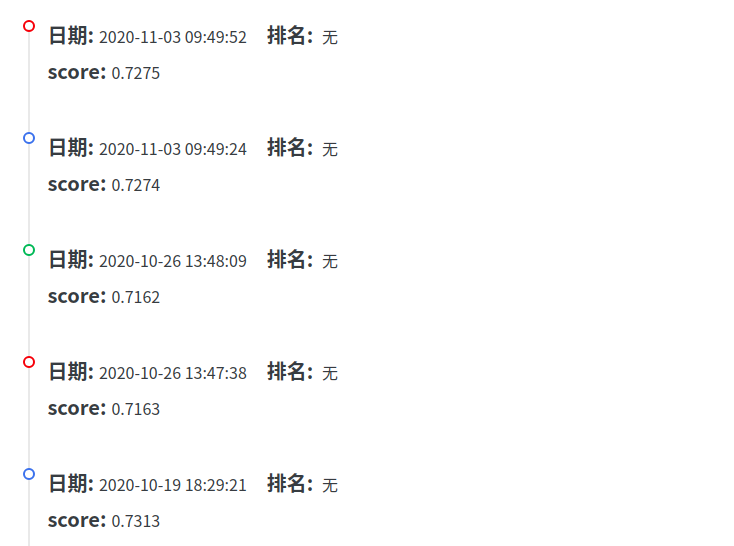 日期: 2020-11-03 09:49:52 排名: 无
score: 0.7275
日期: 2020-11-03 09:49:24 排名: 无
score: 0.7274
日期: 2020-10-26 13:48:09 排名: 无
score: 0.7162
日期: 2020-10-26 13:47:38 排名: 无
score: 0.7163
日期: 2020-10-19 18:29:21 排名: 无
score: 0.7313